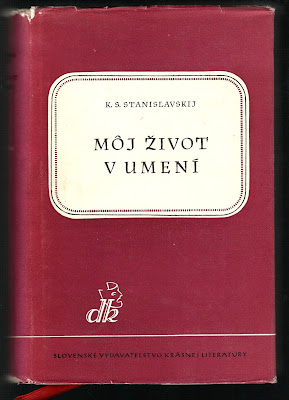 K. S. STANISLAVSKIJ
MÔJ ŽIVOT
V UMENÍ
dk
SLOVENSKÉ VYDAVATEĽSTVO KRÁSNEJ LITERATÚRY